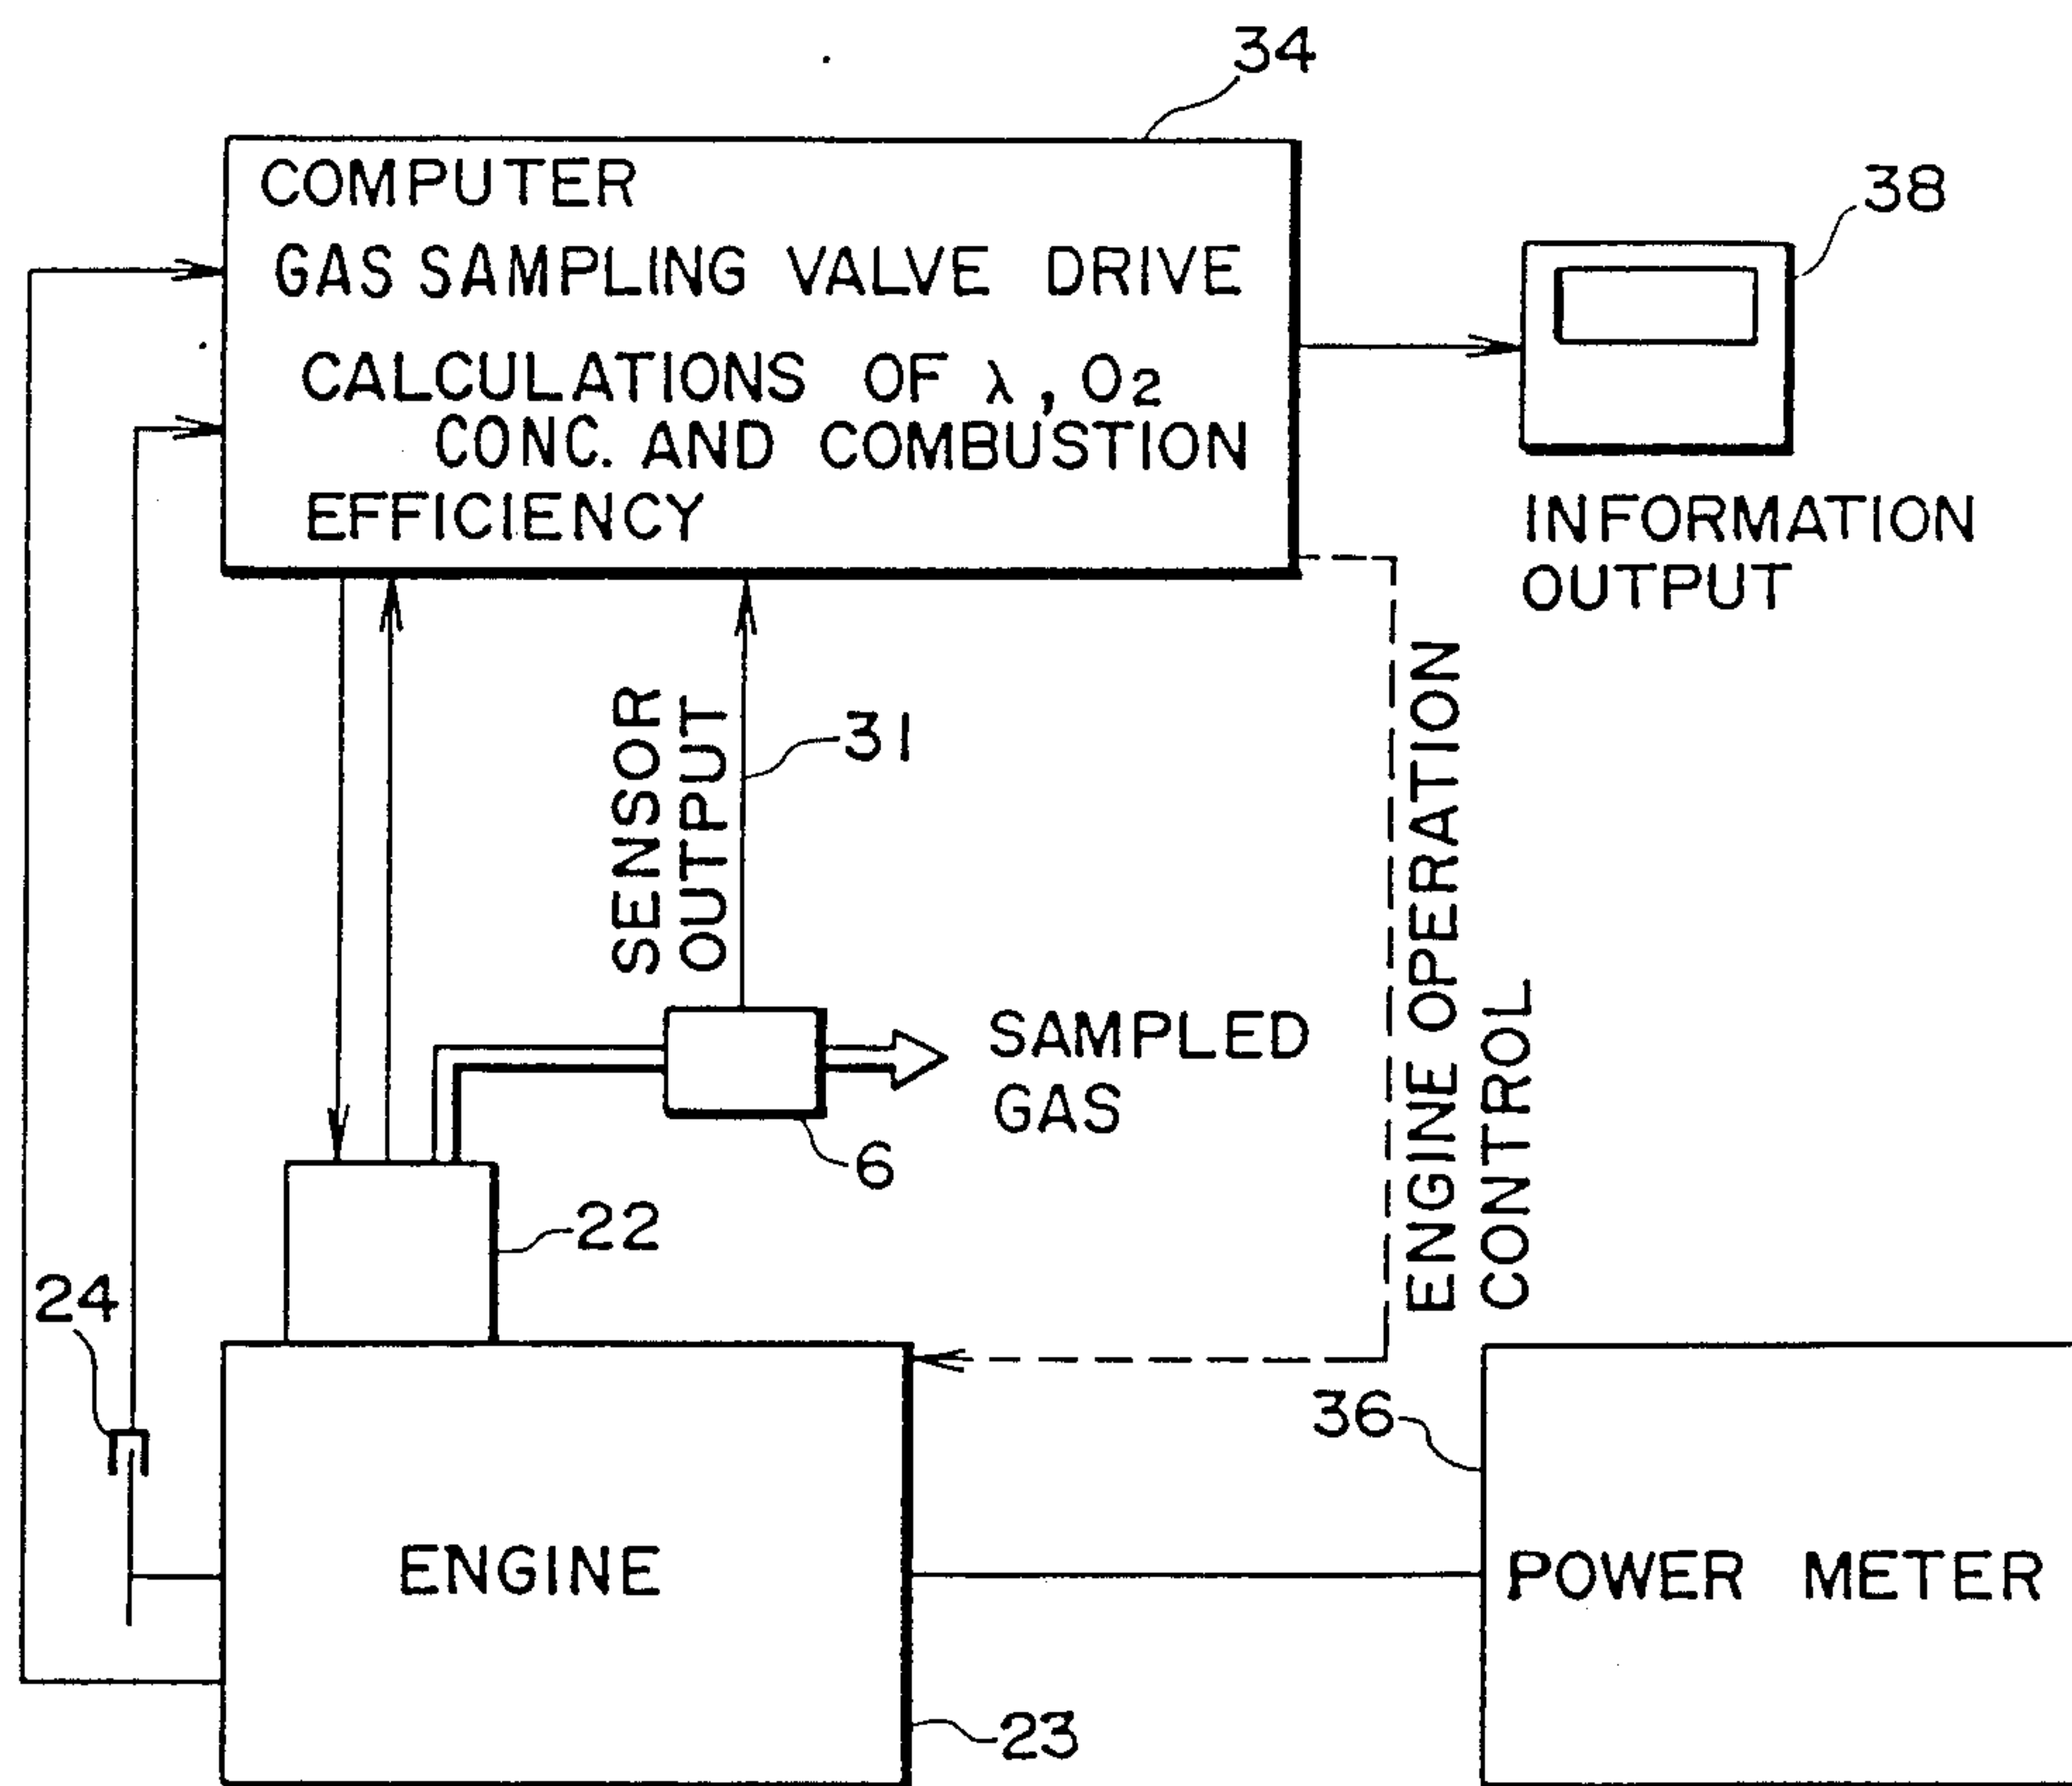 34
COMPUTER
GAS SAMPLING VALVE DRIVE
CALCULATIONS OF λ, O2
CONC. AND COMBUSTION
EFFICIENCY
38
INFORMATION
OUTPUT
SENSOR
OUTPUT
31
ENGINE OPERATION
CONTROL
SAMPLED
GAS
6
22
24
36
ENGINE
POWER METER
23